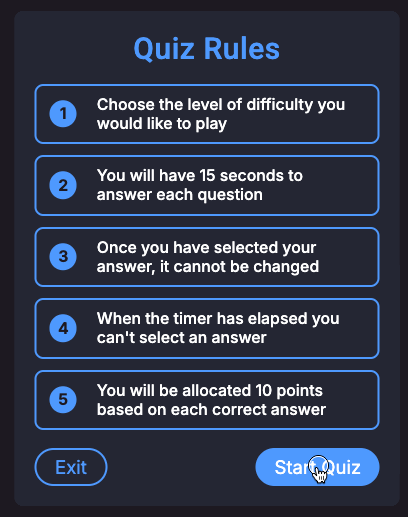 Quiz Rules
1
Choose the level of difficulty you
would like to play
2
You will have 15 seconds to
answer each question
3
Once you have selected your
answer, it cannot be changed
4
When the timer has elapsed you
can't select an answer
5
You will be allocated 10 points
based on each correct answer
Exit
Start Quiz